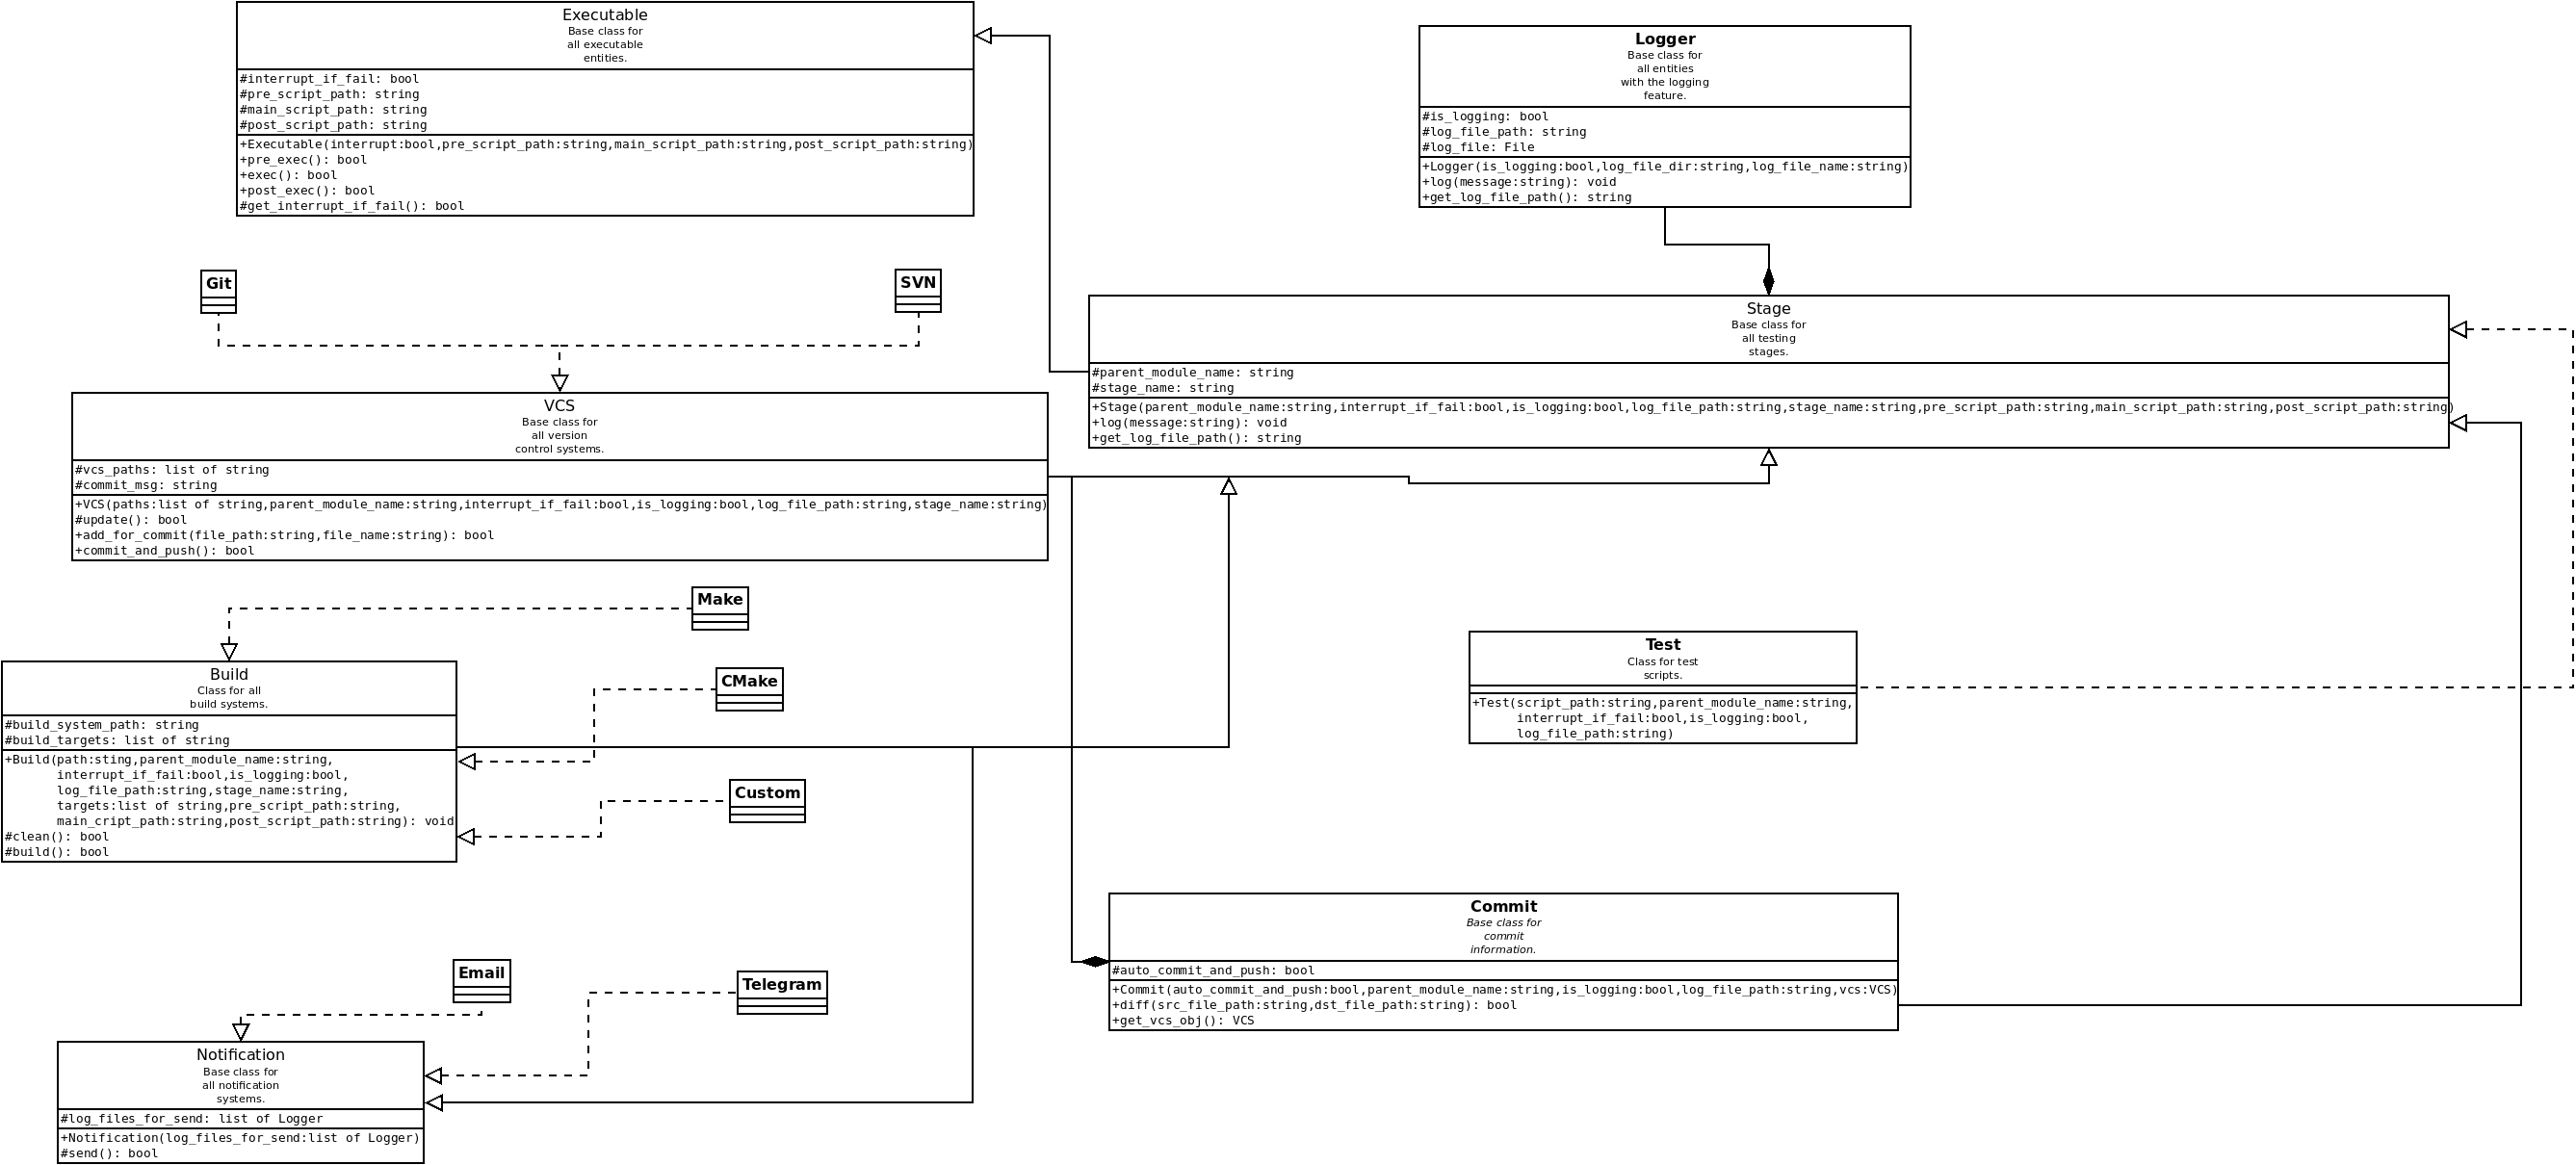 Executable
Base class for
all executable
entities.
#interrupt_if_fail: bool
#pre_script_path: string
#main_script_path: string
#post_script_path: string
+Executable(interrupt:bool,pre_script_path:string,main_script_path:string,post_script_path:string)
+pre_exec(): bool
+exec(): bool
+post_exec(): bool
#get_interrupt_if_fail(): bool
Logger
Base class for
all entities
with the logging
feature.
#is_logging: bool
#log_file_path: string
#log_file: File
+Logger(is_logging:bool,log_file_dir:string,log_file_name:string)
+log(message:string): void
+get_log_file_path(): string
Git
SVN
Stage
Base class for
all testing
stages.
#parent_module_name: string
#stage_name: string
+Stage(parent_module_name:string,interrupt_if_fail:bool,is_logging:bool,log_file_path:string,stage_name:string,pre_script_path:string,main_script_path:string,post_script_path:string)
+log(message:string): void
+get_log_file_path(): string
VCS
Base class for
all version
control systems.
#vcs_paths: list of string
#commit_msg: string
+VCS(paths:list of string,parent_module_name:string,interrupt_if_fail:bool,is_logging:bool,log_file_path:string,stage_name:string)
#update(): bool
+add_for_commit(file_path:string,file_name:string): bool
+commit_and_push(): bool
Make
CMake
Custom
Build
Class for all
build systems.
#build_system_path: string
#build_targets: list of string
+Build(path:sting,parent_module_name:string,
interrupt_if_fail:bool,is_logging:bool,
log_file_path:string,stage_name:string,
targets:list of string,pre_script_path:string,
main_cript_path:string,post_script_path:string): void
#clean(): bool
#build(): bool
Test
Class for test
scripts.
+Test(script_path:string,parent_module_name:string,
interrupt_if_fail:bool,is_logging:bool,
log_file_path:string)
Commit
Base class for
commit
information.
#auto_commit_and_push: bool
+Commit(auto_commit_and_push:bool,parent_module_name:string,is_logging:bool,log_file_path:string,vcs:VCS)
+diff(src_file_path:string,dst_file_path:string): bool
+get_vcs_obj(): VCS
Email
Telegram
Notification
Base class for
all notification
systems.
#log_files_for_send: list of Logger
+Notification(log_files_for_send:list of Logger)
#send(): bool